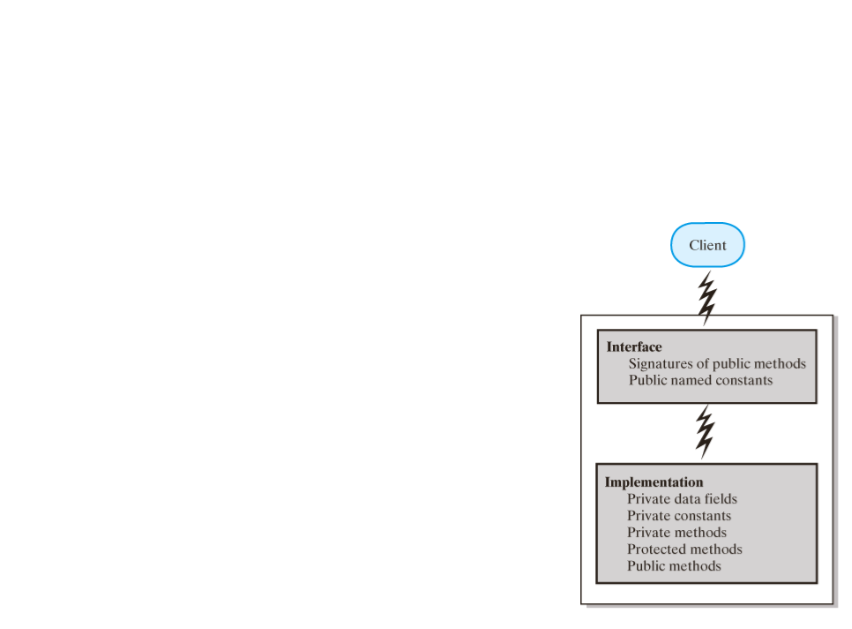 Client
Interface
Signatures of public methods
Public named constants
Implementation
Private data fields
Private constants
Private methods
Protected methods
Public methods